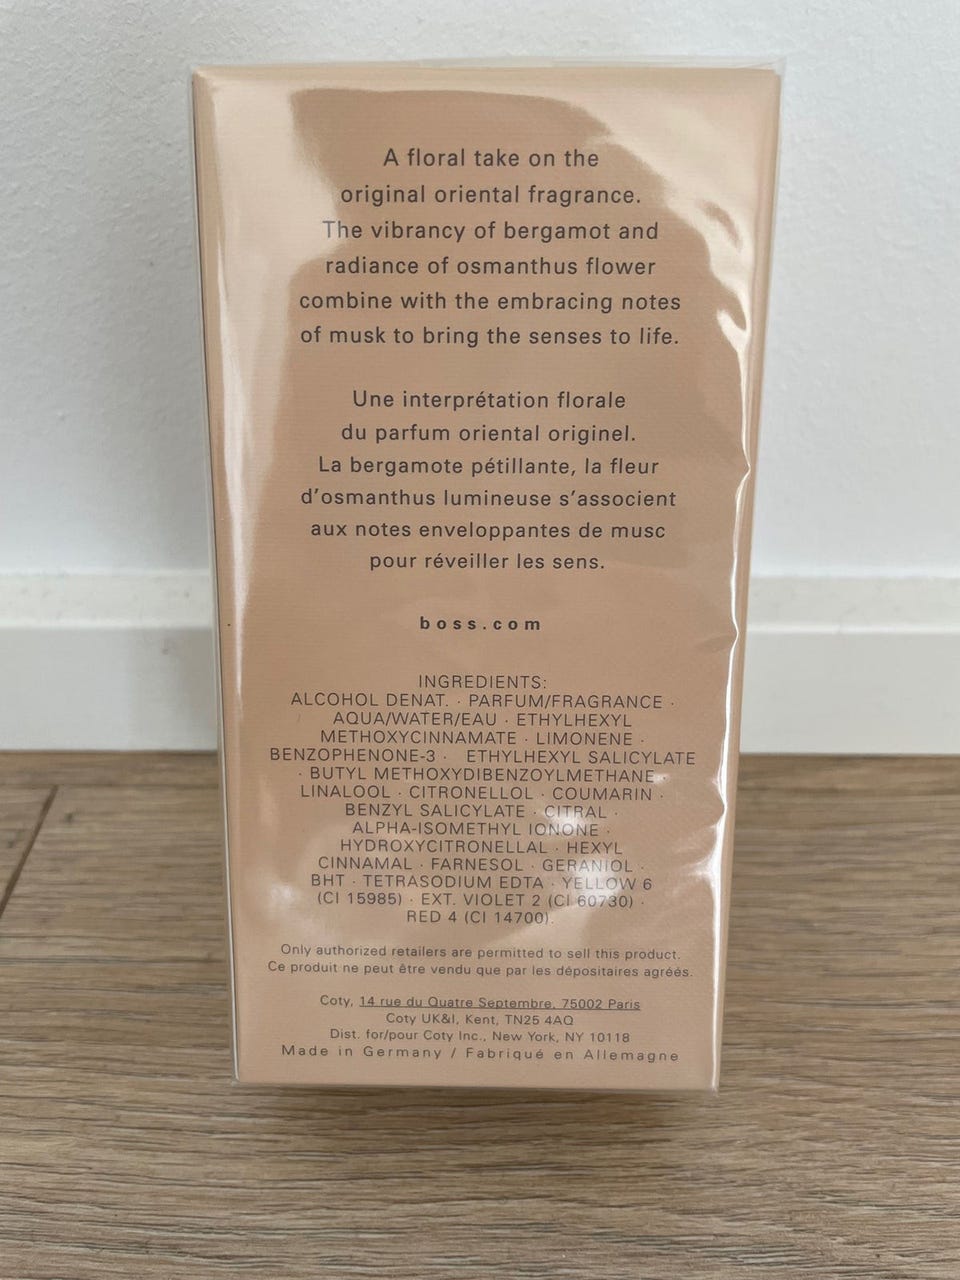 A floral take on the
original oriental fragrance.
The vibrancy of bergamot and
radiance of osmanthus flower
combine with the embracing notes
of musk to bring the senses to life.
Une interprétation florale
du parfum oriental originel.
La bergamote pétillante, la fleur
d'osmanthus lumineuse s'associent
aux notes enveloppantes de musc
pour réveiller les sens.
boss.com
INGREDIENTS:
ALCOHOL DENAT. · PARFUM/FRAGRANCE ·
AQUA/WATER/EAU · ETHYLHEXYL
METHOXYCINNAMATE · LIMONENE ·
BENZOPHENONE-3 · ETHYLHEXYL SALICYLATE
· BUTYL METHOXYDIBENZOYLMETHANE ·
LINALOOL · CITRONELLOL · COUMARIN ·
BENZYL SALICYLATE · CITRAL ·
ALPHA-ISOMETHYL IONONE ·
HYDROXYCITRONELLAL · HEXYL
CINNAMAL · FARNESOL · GERANIOL ·
BHT · TETRASODIUM EDTA · YELLOW 6
(CI 15985) · EXT. VIOLET 2 (CI 60730) ·
RED 4 (CI 14700).
Only authorized retailers are permitted to sell this product.
Ce produit ne peut être vendu que par les dépositaires agréés.
Coty, 14 rue du Quatre Septembre, 75002 Paris
Coty UK&I, Kent, TN25 4AQ
Dist. for/pour Coty Inc., New York, NY 10118
Made in Germany / Fabriqué en Allemagne